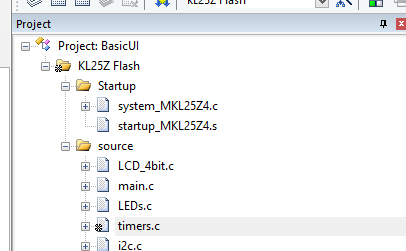 KL25Z Flash
Project
Project: BasicUI
KL25Z Flash
Startup
system_MKL25Z4.c
startup_MKL25Z4.s
source
LCD_4bit.c
main.c
LEDs.c
timers.c
i2c.c